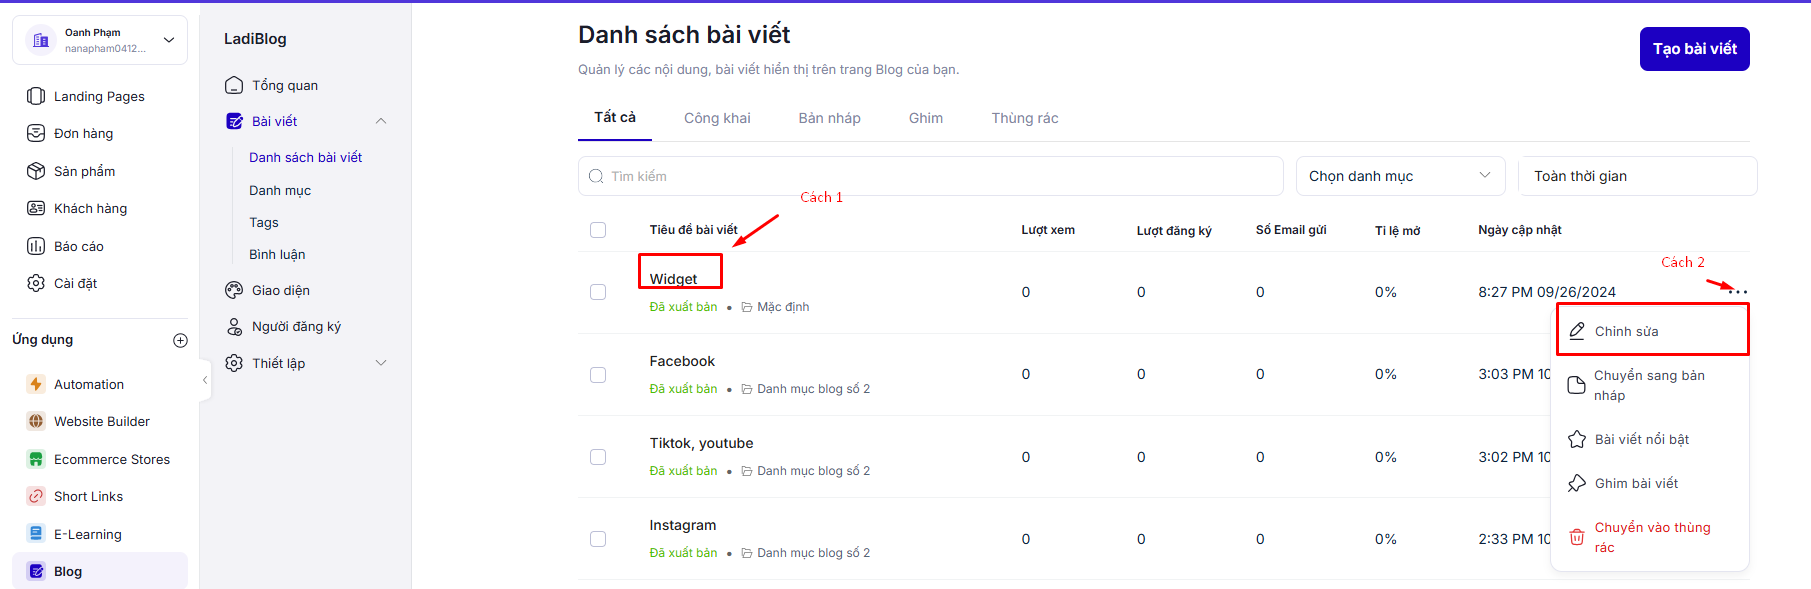 Oanh Phạm
nanapham0412...
Landing Pages
Đơn hàng
Sản phẩm
Khách hàng
Báo cáo
Cài đặt
Ứng dụng
Automation
Website Builder
Ecommerce Stores
Short Links
E-Learning
Blog
LadiBlog
Tổng quan
Bài viết
Danh sách bài viết
Danh mục
Tags
Bình luận
Giao diện
Người đăng ký
Thiết lập
Danh sách bài viết
Quản lý các nội dung, bài viết hiển thị trên trang Blog của bạn.
Tạo bài viết
Tất cả Công khai Bản nháp Ghim Thùng rác
Tìm kiếm Chọn danh mục Toàn thời gian
Cách 1
Tiêu đề bài viết Lượt xem Lượt đăng ký Số Email gửi Tỉ lệ mở Ngày cập nhật
Cách 2
Widget 0 0 0 0% 8:27 PM 09/26/2024
Đã xuất bản • Mặc định
Facebook 0 0 0 0% 3:03 PM 10
Đã xuất bản • Danh mục blog số 2
Tiktok, youtube 0 0 0 0% 3:02 PM 10
Đã xuất bản • Danh mục blog số 2
Instagram 0 0 0 0% 2:33 PM 10
Đã xuất bản • Danh mục blog số 2
Chỉnh sửa
Chuyển sang bản
nháp
Bài viết nổi bật
Ghim bài viết
Chuyển vào thùng
rác